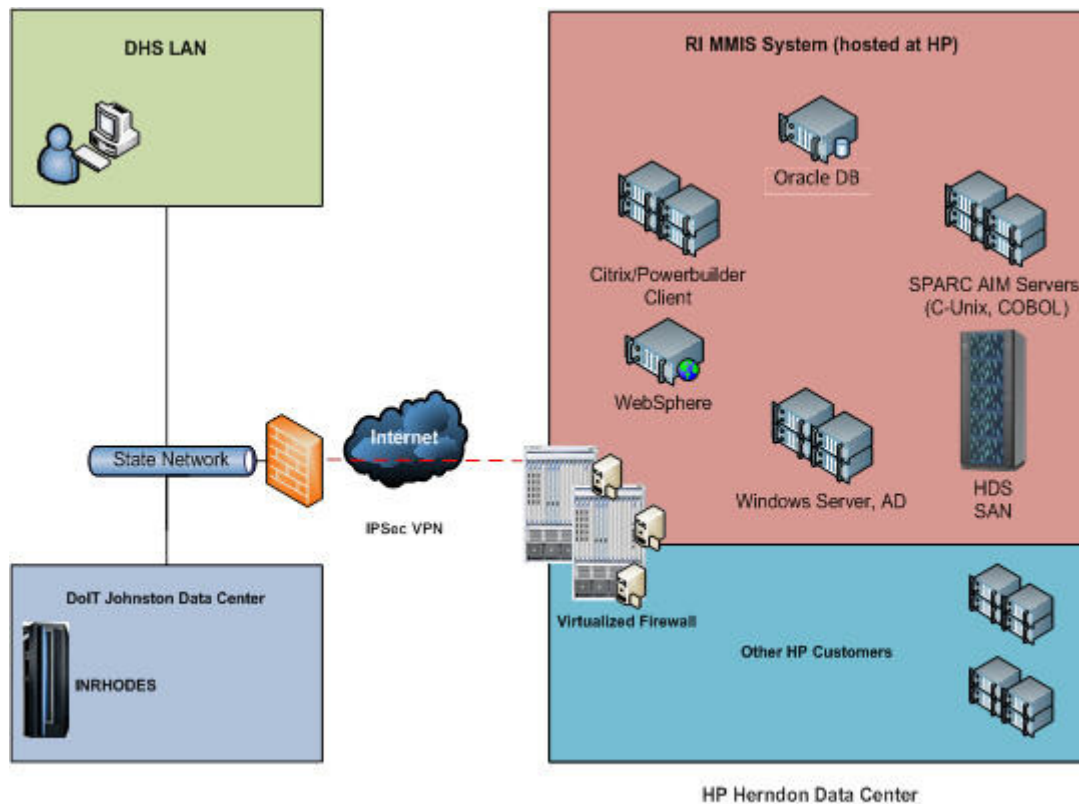 DHS LAN
RI MMIS System (hosted at HP)
Oracle DB
Citrix/Powerbuilder
Client
SPARC AIM Servers
(C-Unix, COBOL)
WebSphere
Internet
State Network
IPSec VPN
Windows Server, AD
HDS
SAN
DoIT Johnston Data Center
INRHODES
Virtualized Firewall
Other HP Customers
HP Herndon Data Center